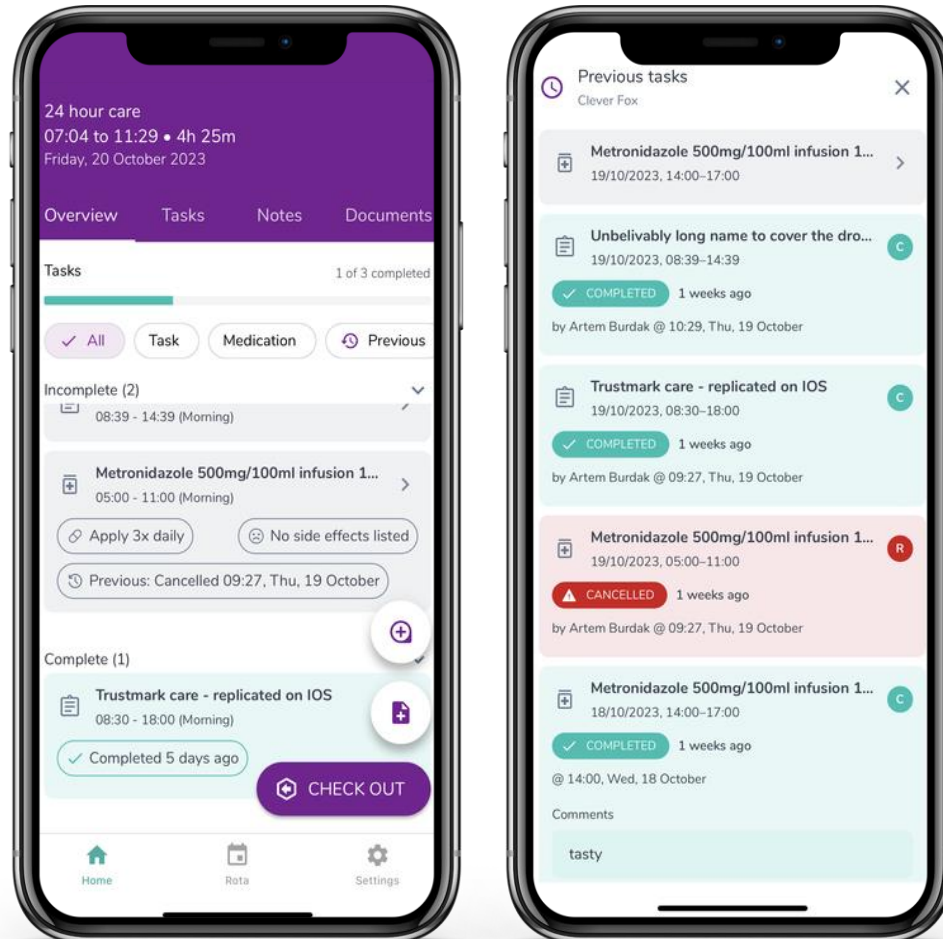 24 hour care
07:04 to 11:29 • 4h 25m
Friday, 20 October 2023
Overview Tasks Notes Documents
Tasks 1 of 3 completed
All Task Medication Previous
Incomplete (2)
08:39 - 14:39 (Morning)
Metronidazole 500mg/100ml infusion 1...
05:00 - 11:00 (Morning)
Apply 3x daily No side effects listed
Previous: Cancelled 09:27, Thu, 19 October
Complete (1)
Trustmark care - replicated on IOS
08:30 - 18:00 (Morning)
Completed 5 days ago
CHECK OUT
Home Rota Settings
Previous tasks
Clever Fox
Metronidazole 500mg/100ml infusion 1...
19/10/2023, 14:00–17:00
Unbelivably long name to cover the dro... C
19/10/2023, 08:39–14:39
COMPLETED 1 weeks ago
by Artem Burdak @ 10:29, Thu, 19 October
Trustmark care - replicated on IOS C
19/10/2023, 08:30–18:00
COMPLETED 1 weeks ago
by Artem Burdak @ 09:27, Thu, 19 October
Metronidazole 500mg/100ml infusion 1... R
19/10/2023, 05:00–11:00
CANCELLED 1 weeks ago
by Artem Burdak @ 09:27, Thu, 19 October
Metronidazole 500mg/100ml infusion 1... C
18/10/2023, 14:00–17:00
COMPLETED 1 weeks ago
@ 14:00, Wed, 18 October
Comments
tasty